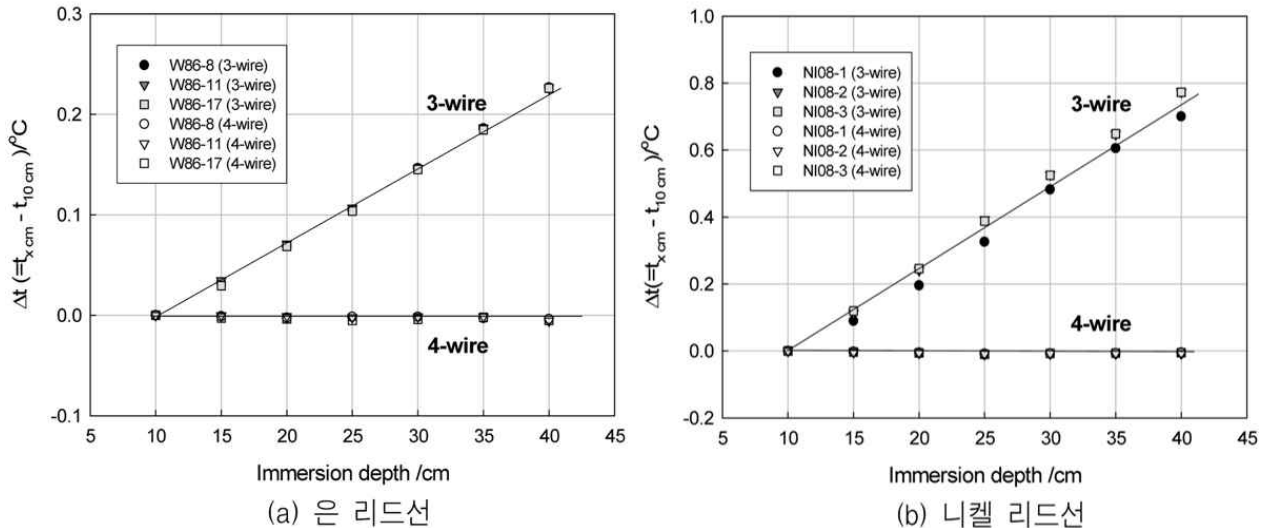 0.3
0.2
0.1
0.0
-0.1
Δt (=t x cm - t 10 cm )/°C
W86-8 (3-wire)
W86-11 (3-wire)
W86-17 (3-wire)
W86-8 (4-wire)
W86-11 (4-wire)
W86-17 (4-wire)
3-wire
4-wire
5 10 15 20 25 30 35 40 45
Immersion depth /cm
(a) 은 리드선
1.0
0.8
0.6
0.4
0.2
0.0
-0.2
Δt(=t x cm - t 10 cm )/°C
NI08-1 (3-wire)
NI08-2 (3-wire)
NI08-3 (3-wire)
NI08-1 (4-wire)
NI08-2 (4-wire)
NI08-3 (4-wire)
3-wire
4-wire
5 10 15 20 25 30 35 40 45
Immersion depth /cm
(b) 니켈 리드선